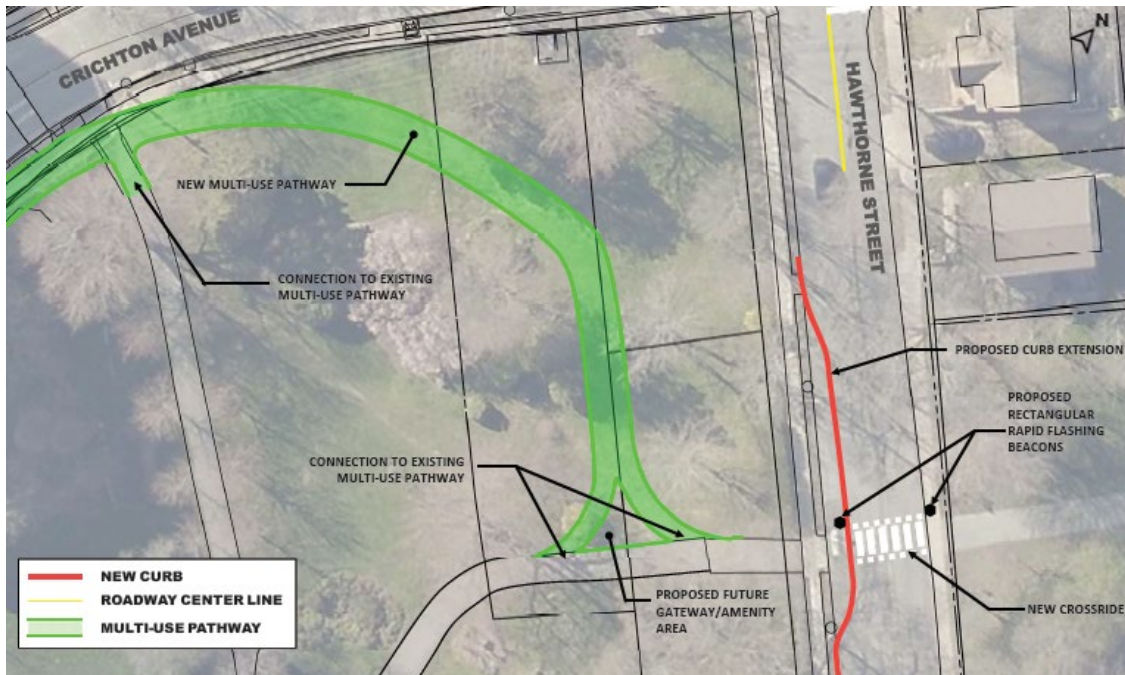 CRICHTON AVENUE
N
HAWTHORNE STREET
NEW MULTI-USE PATHWAY
CONNECTION TO EXISTING
MULTI-USE PATHWAY
PROPOSED CURB EXTENSION
PROPOSED
RECTANGULAR
RAPID FLASHING
BEACONS
CONNECTION TO EXISTING
MULTI-USE PATHWAY
NEW CURB
ROADWAY CENTER LINE
MULTI-USE PATHWAY
PROPOSED FUTURE
GATEWAY/AMENITY
AREA
NEW CROSSRIDE